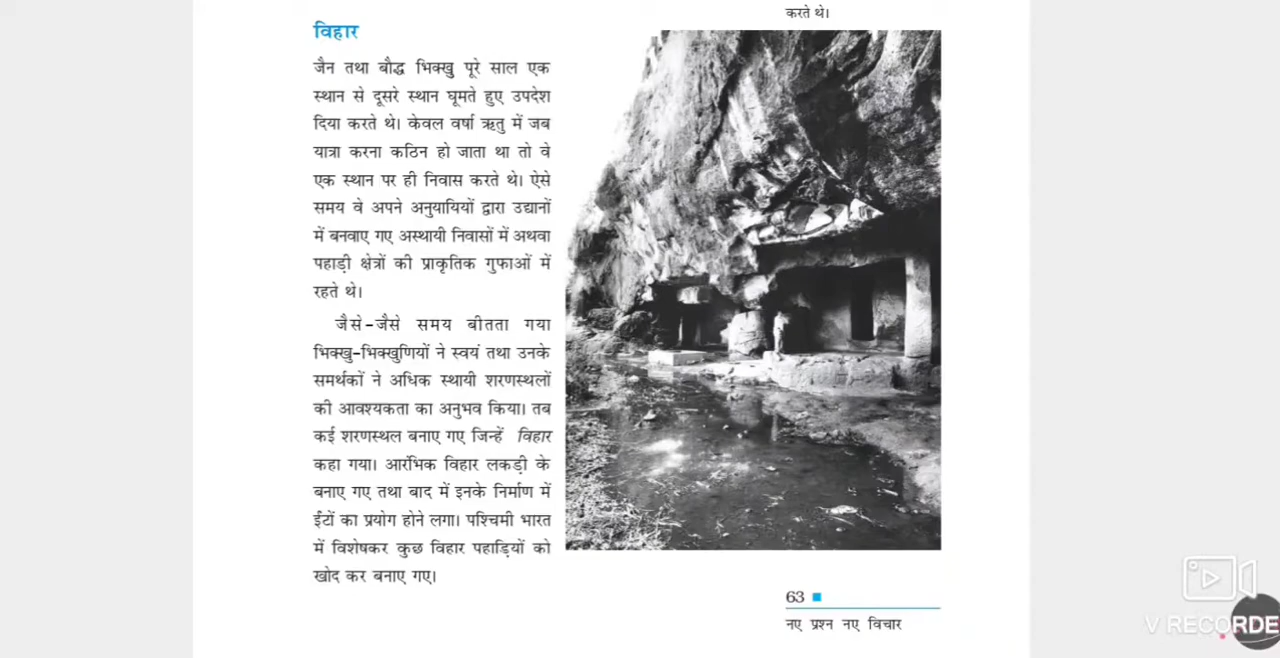 करते थे।
विहार
जैन तथा बौद्ध भिक्खु पूरे साल एक
स्थान से दूसरे स्थान घूमते हुए उपदेश
दिया करते थे। केवल वर्षा ऋतु में जब
यात्रा करना कठिन हो जाता था तो वे
एक स्थान पर ही निवास करते थे। ऐसे
समय वे अपने अनुयायियों द्वारा उद्यानों
में बनवाए गए अस्थायी निवासों में अथवा
पहाड़ी क्षेत्रों की प्राकृतिक गुफाओं में
रहते थे।
जैसे-जैसे समय बीतता गया
भिक्खु-भिक्खुणियों ने स्वयं तथा उनके
समर्थकों ने अधिक स्थायी शरणस्थलों
की आवश्यकता का अनुभव किया। तब
कई शरणस्थल बनाए गए जिन्हें विहार
कहा गया। आरंभिक विहार लकड़ी के
बनाए गए तथा बाद में इनके निर्माण में
ईंटों का प्रयोग होने लगा। पश्चिमी भारत
में विशेषकर कुछ विहार पहाड़ियों को
खोद कर बनाए गए।
63
नए प्रश्न नए विचार
V RECORDE